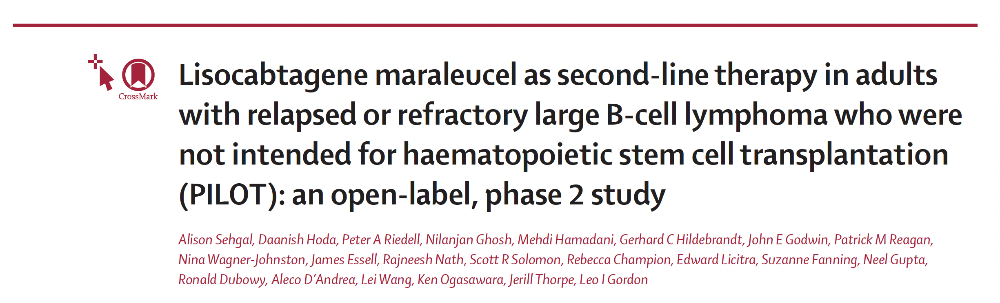 CrossMark
Lisocabtagene maraleucel as second-line therapy in adults
with relapsed or refractory large B-cell lymphoma who were
not intended for haematopoietic stem cell transplantation
(PILOT): an open-label, phase 2 study
Alison Sehgal, Daanish Hoda, Peter A Riedell, Nilanjan Ghosh, Mehdi Hamadani, Gerhard C Hildebrandt, John E Godwin, Patrick M Reagan,
Nina Wagner-Johnston, James Essell, Rajneesh Nath, Scott R Solomon, Rebecca Champion, Edward Licitra, Suzanne Fanning, Neel Gupta,
Ronald Dubowy, Aleco D’Andrea, Lei Wang, Ken Ogasawara, Jerill Thorpe, Leo I Gordon